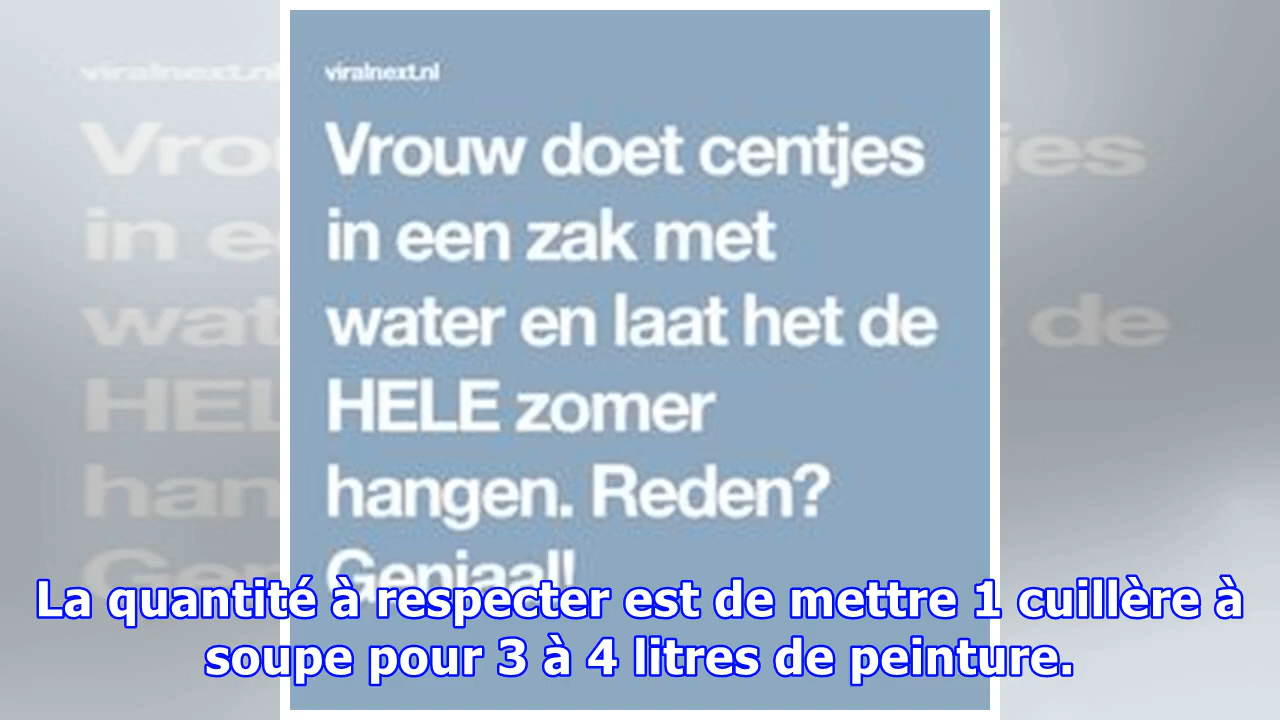 viralnext.nl
Vrouw doet centjes
in een zak met
water en laat het de
HELE zomer
hangen. Reden?
Geniaal!
La quantité à respecter est de mettre 1 cuillère à
soupe pour 3 à 4 litres de peinture.